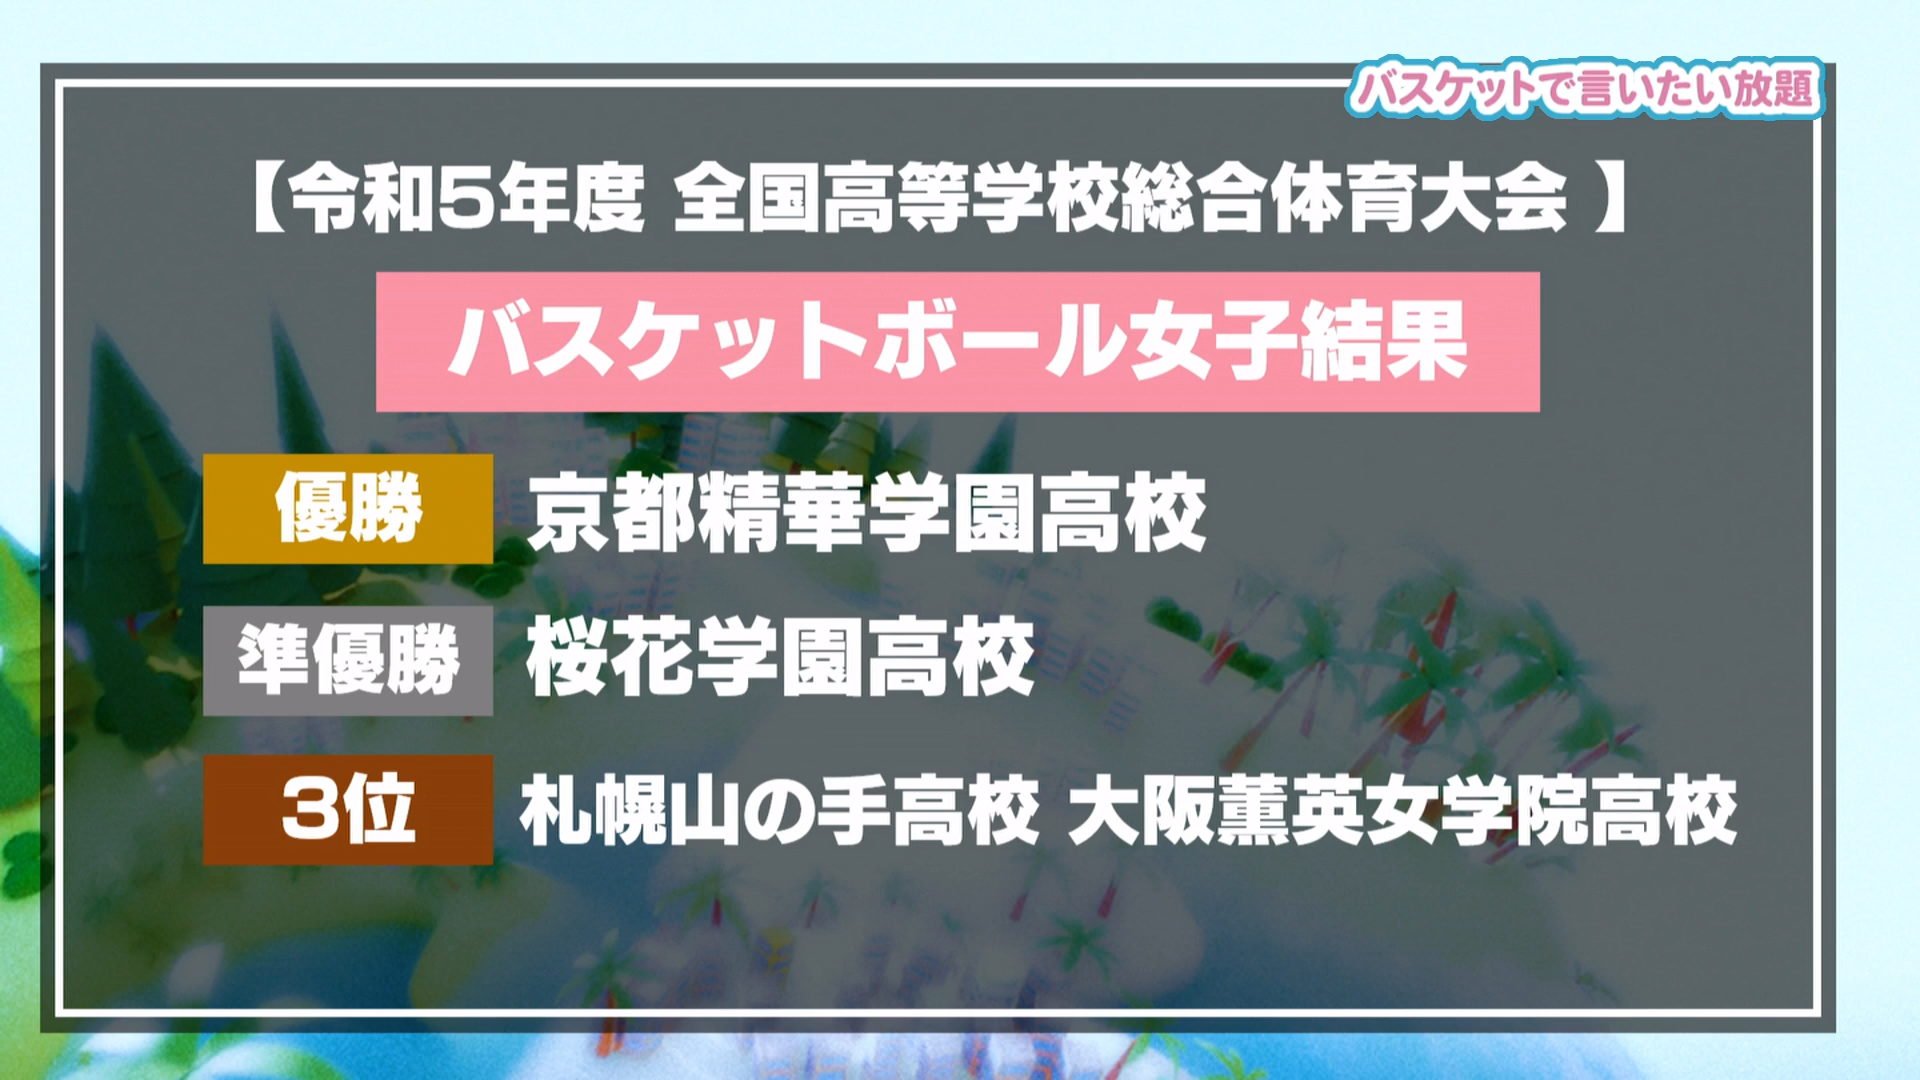 バスケットで言いたい放題
【令和5年度 全国高等学校総合体育大会 】
バスケットボール女子結果
優勝 京都精華学園高校
準優勝 桜花学園高校
3位 札幌山の手高校 大阪薫英女学院高校